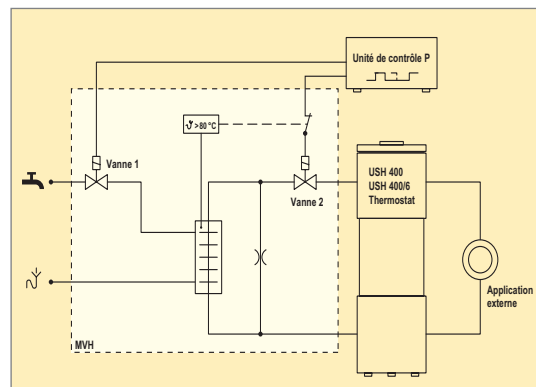 Unité de contrôle P
ϑ >80 °C
Vanne 1
Vanne 2
USH 400
USH 400/6
Thermostat
Application
externe
MVH